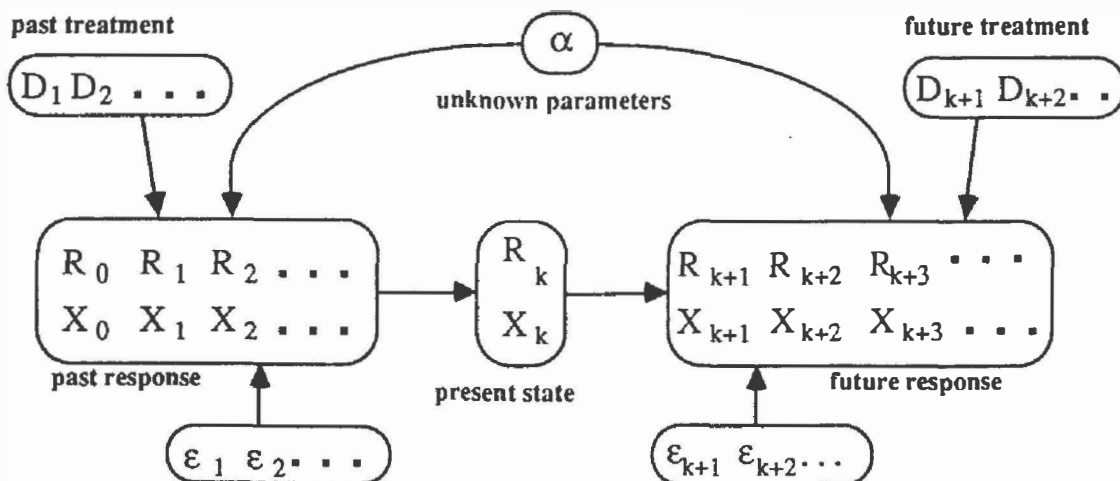 past treatment
D1 D2 . . .
α
unknown parameters
future treatment
Dk+1 Dk+2 . .
R0 R1 R2 . . .
X0 X1 X2 . . .
past response
Rk
Xk
present state
Rk+1 Rk+2 Rk+3 . . .
Xk+1 Xk+2 Xk+3 . . .
future response
ε1 ε2 . . .
εk+1 εk+2 . . .